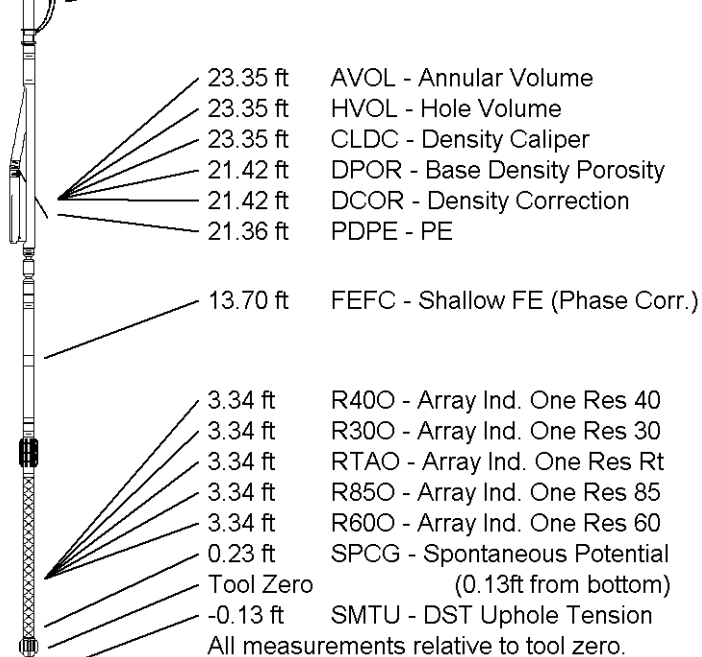 23.35 ft AVOL - Annular Volume
23.35 ft HVOL - Hole Volume
23.35 ft CLDC - Density Caliper
21.42 ft DPOR - Base Density Porosity
21.42 ft DCOR - Density Correction
21.36 ft PDPE - PE
13.70 ft FEFC - Shallow FE (Phase Corr.)
3.34 ft R40O - Array Ind. One Res 40
3.34 ft R30O - Array Ind. One Res 30
3.34 ft RTAO - Array Ind. One Res Rt
3.34 ft R85O - Array Ind. One Res 85
3.34 ft R60O - Array Ind. One Res 60
0.23 ft SPCG - Spontaneous Potential
Tool Zero (0.13ft from bottom)
-0.13 ft SMTU - DST Uphole Tension
All measurements relative to tool zero.